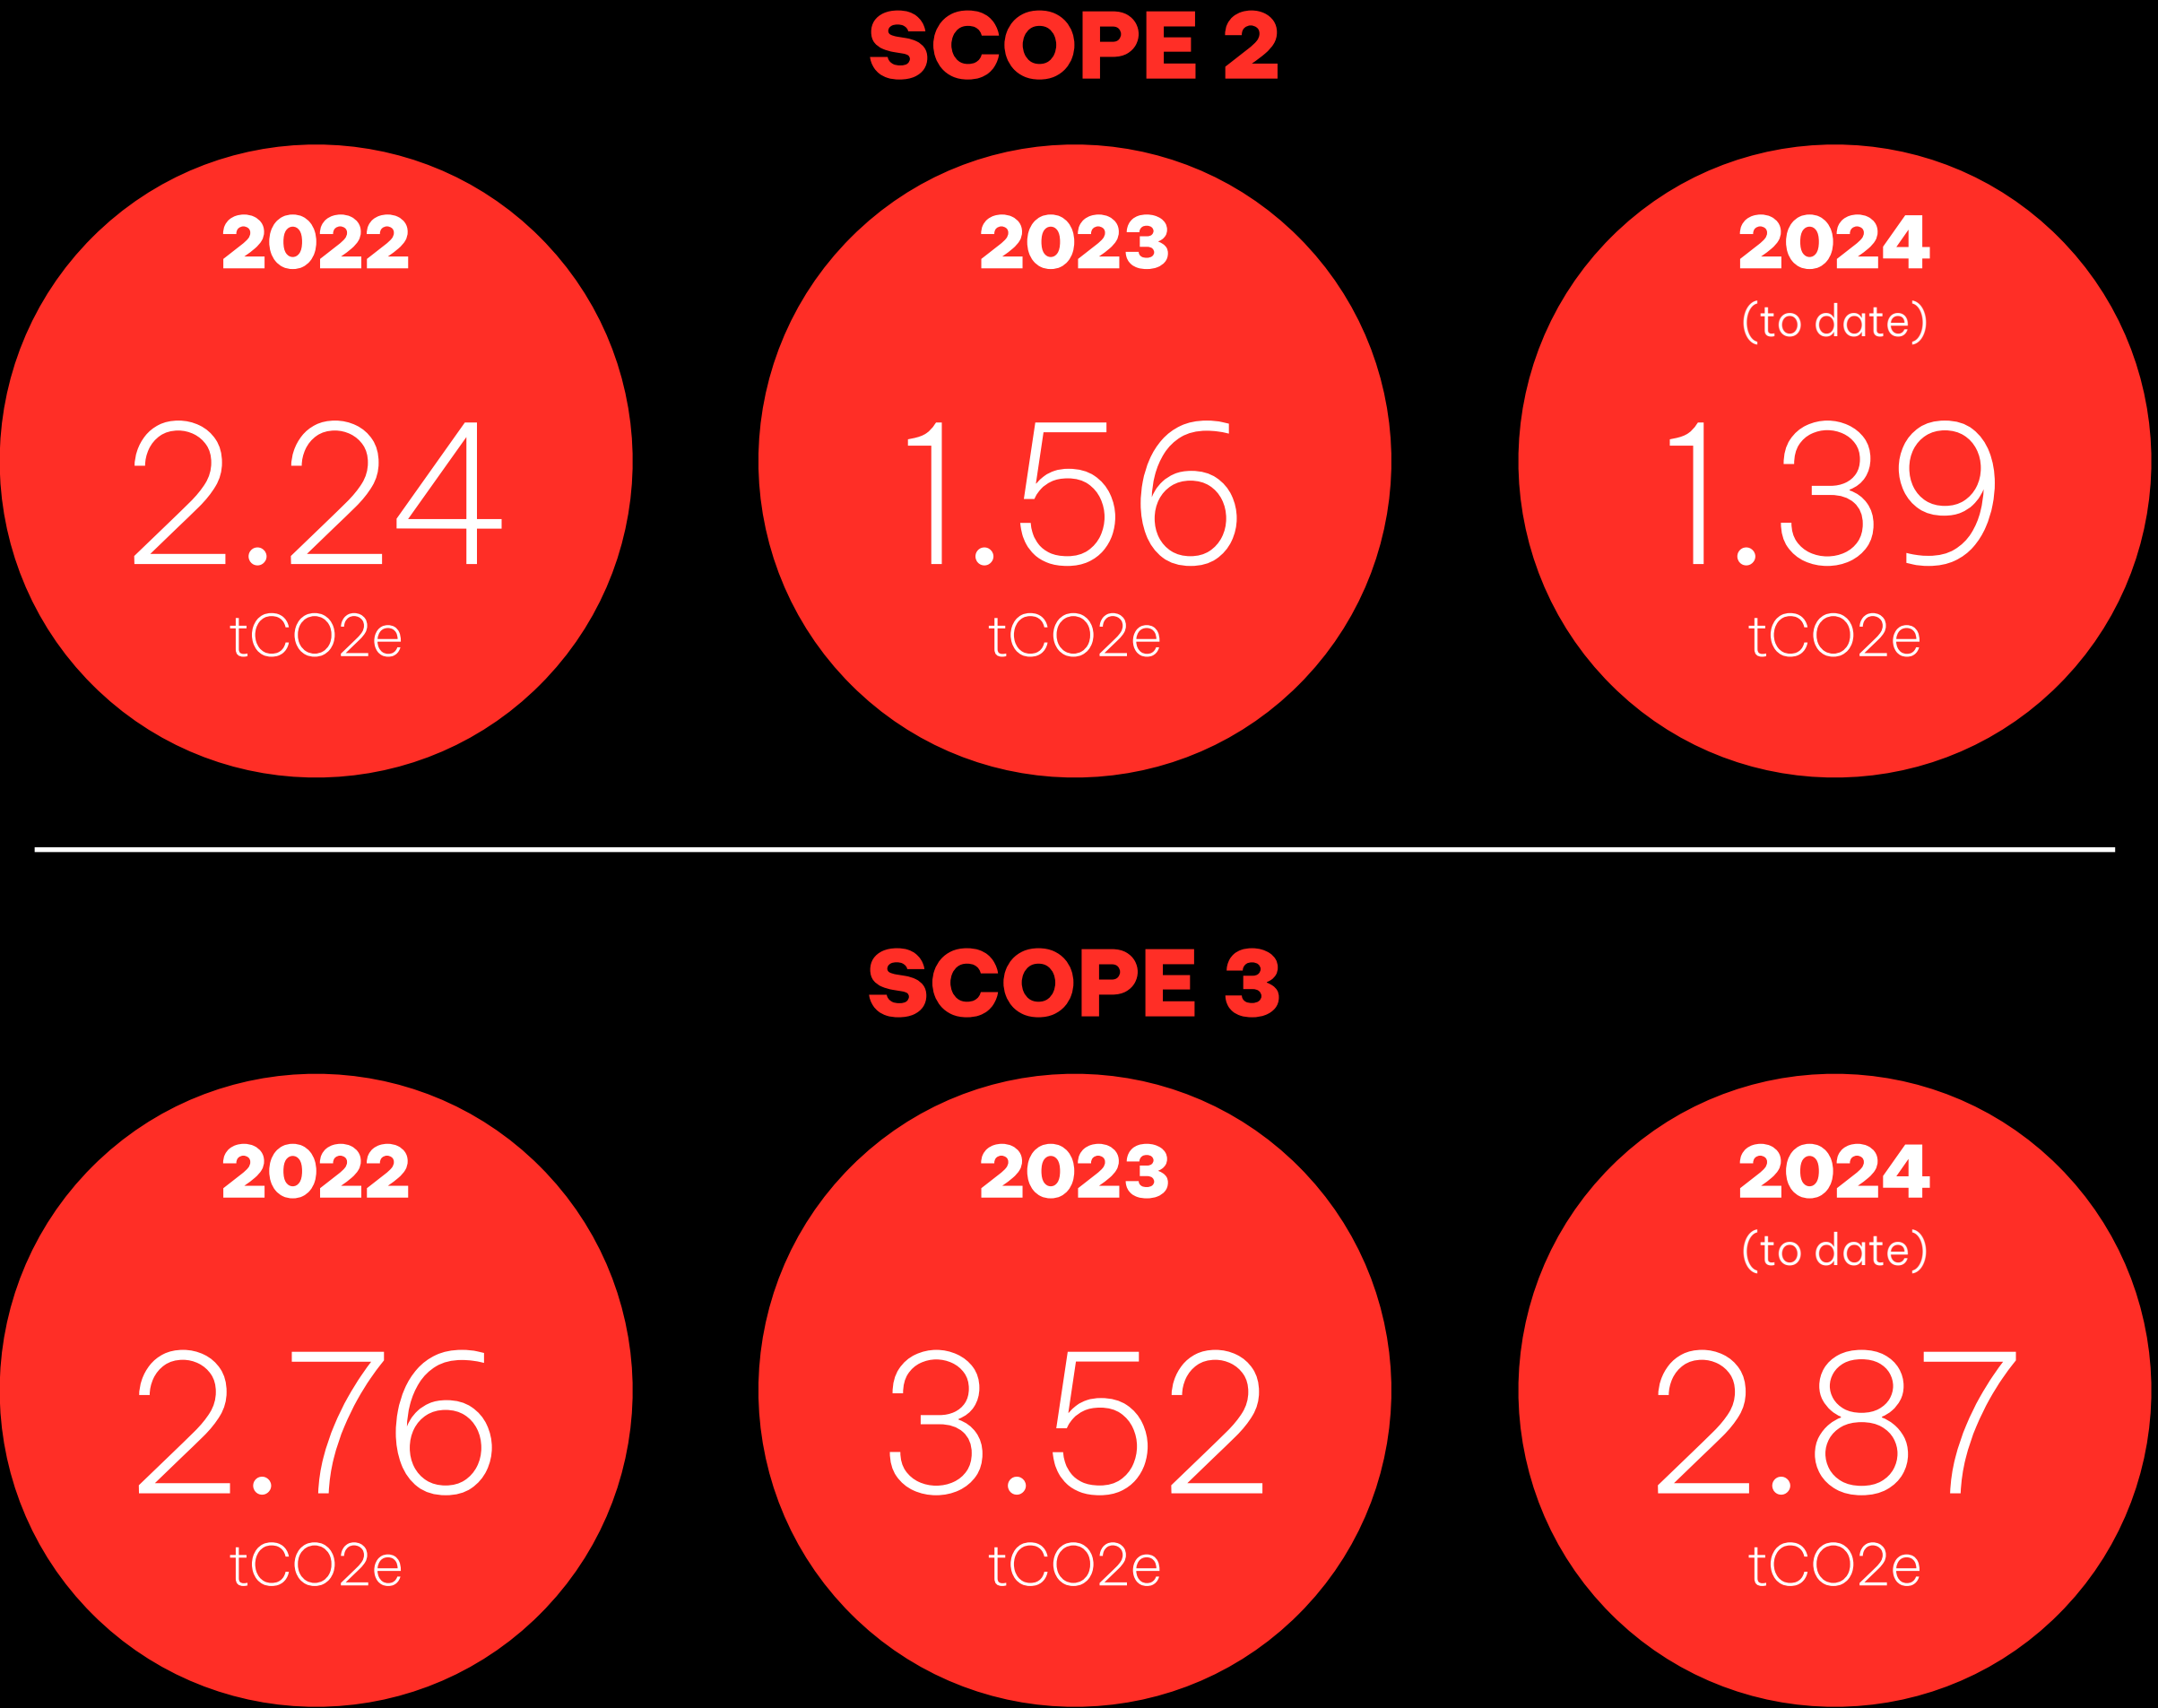 SCOPE 2
2022
2.24
tCO2e
2023
1.56
tCO2e
2024
(to date)
1.39
tCO2e
SCOPE 3
2022
2.76
tCO2e
2023
3.52
tCO2e
2024
(to date)
2.87
tCO2e